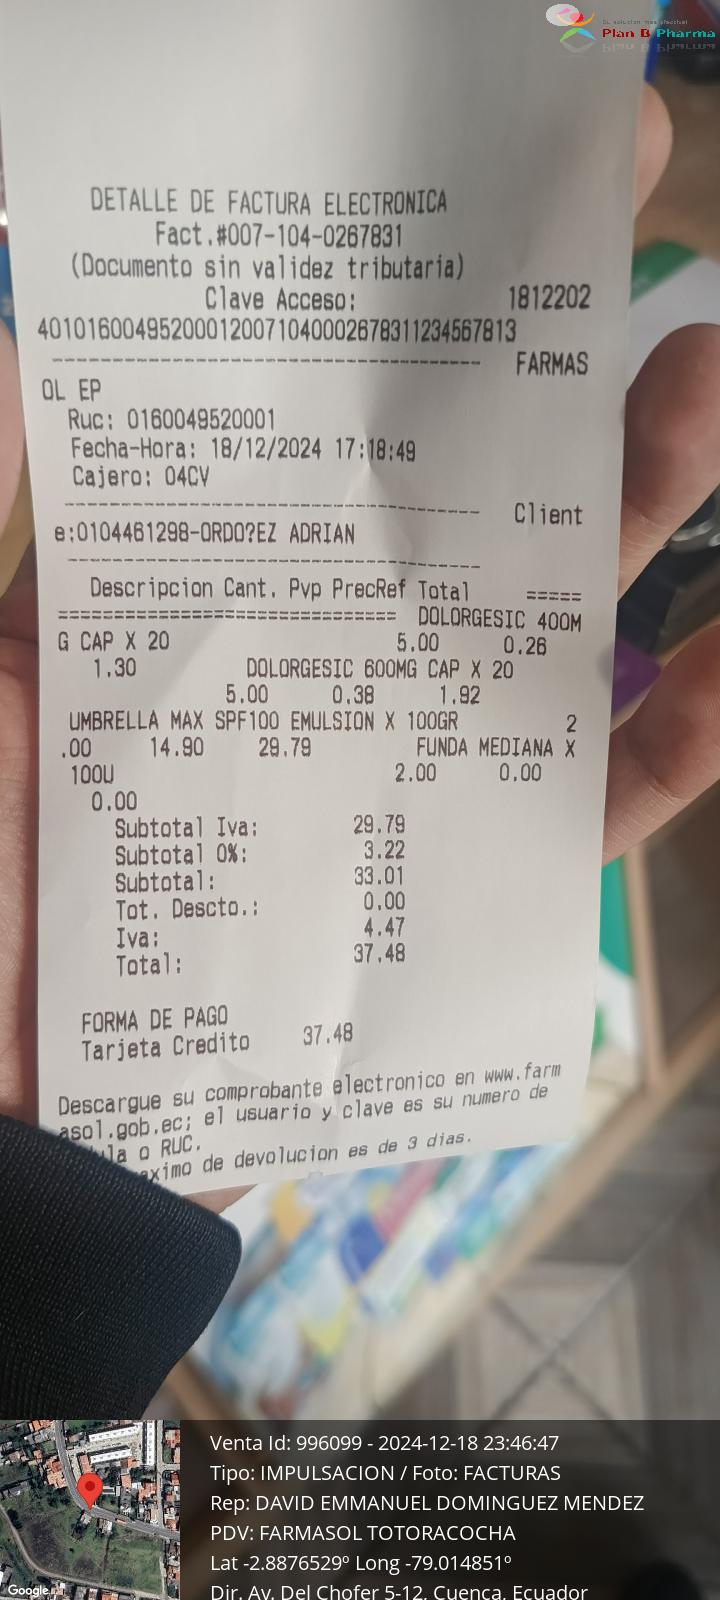 Su solucion mas efectiva!
Plan B Pharma
DETALLE DE FACTURA ELECTRONICA
Fact.#007-104-0267831
(Documento sin validez tributaria)
Clave Acceso: 1812202
401016004952000120071040002678311234567813
---------------------------------------- FARMAS
OL EP
Ruc: 0160049520001
Fecha-Hora: 18/12/2024 17:18:49
Cajero: 04CV
---------------------------------------- Client
e:0104461298-ORDO?EZ ADRIAN
----------------------------------------
Descripcion Cant. Pvp PrecRef Total =====
=================================== DOLORGESIC 400M
G CAP X 20 5.00 0.26
1.30 DOLORGESIC 600MG CAP X 20
5.00 0.38 1.92
UMBRELLA MAX SPF100 EMULSION X 100GR 2
.00 14.90 29.79 FUNDA MEDIANA X
100U 2.00 0.00
0.00
Subtotal Iva: 29.79
Subtotal 0%: 3.22
Subtotal: 33.01
Tot. Descto.: 0.00
Iva: 4.47
Total: 37.48
FORMA DE PAGO
Tarjeta Credito 37.48
Descargue su comprobante electronico en www.farm
asol.gob.ec; el usuario y clave es su numero de
ula o RUC.
aximo de devolucion es de 3 dias.
Venta Id: 996099 - 2024-12-18 23:46:47
Tipo: IMPULSACION / Foto: FACTURAS
Rep: DAVID EMMANUEL DOMINGUEZ MENDEZ
PDV: FARMASOL TOTORACOCHA
Lat -2.8876529º Long -79.014851º
Dir. Av. Del Chofer 5-12, Cuenca, Ecuador
Google